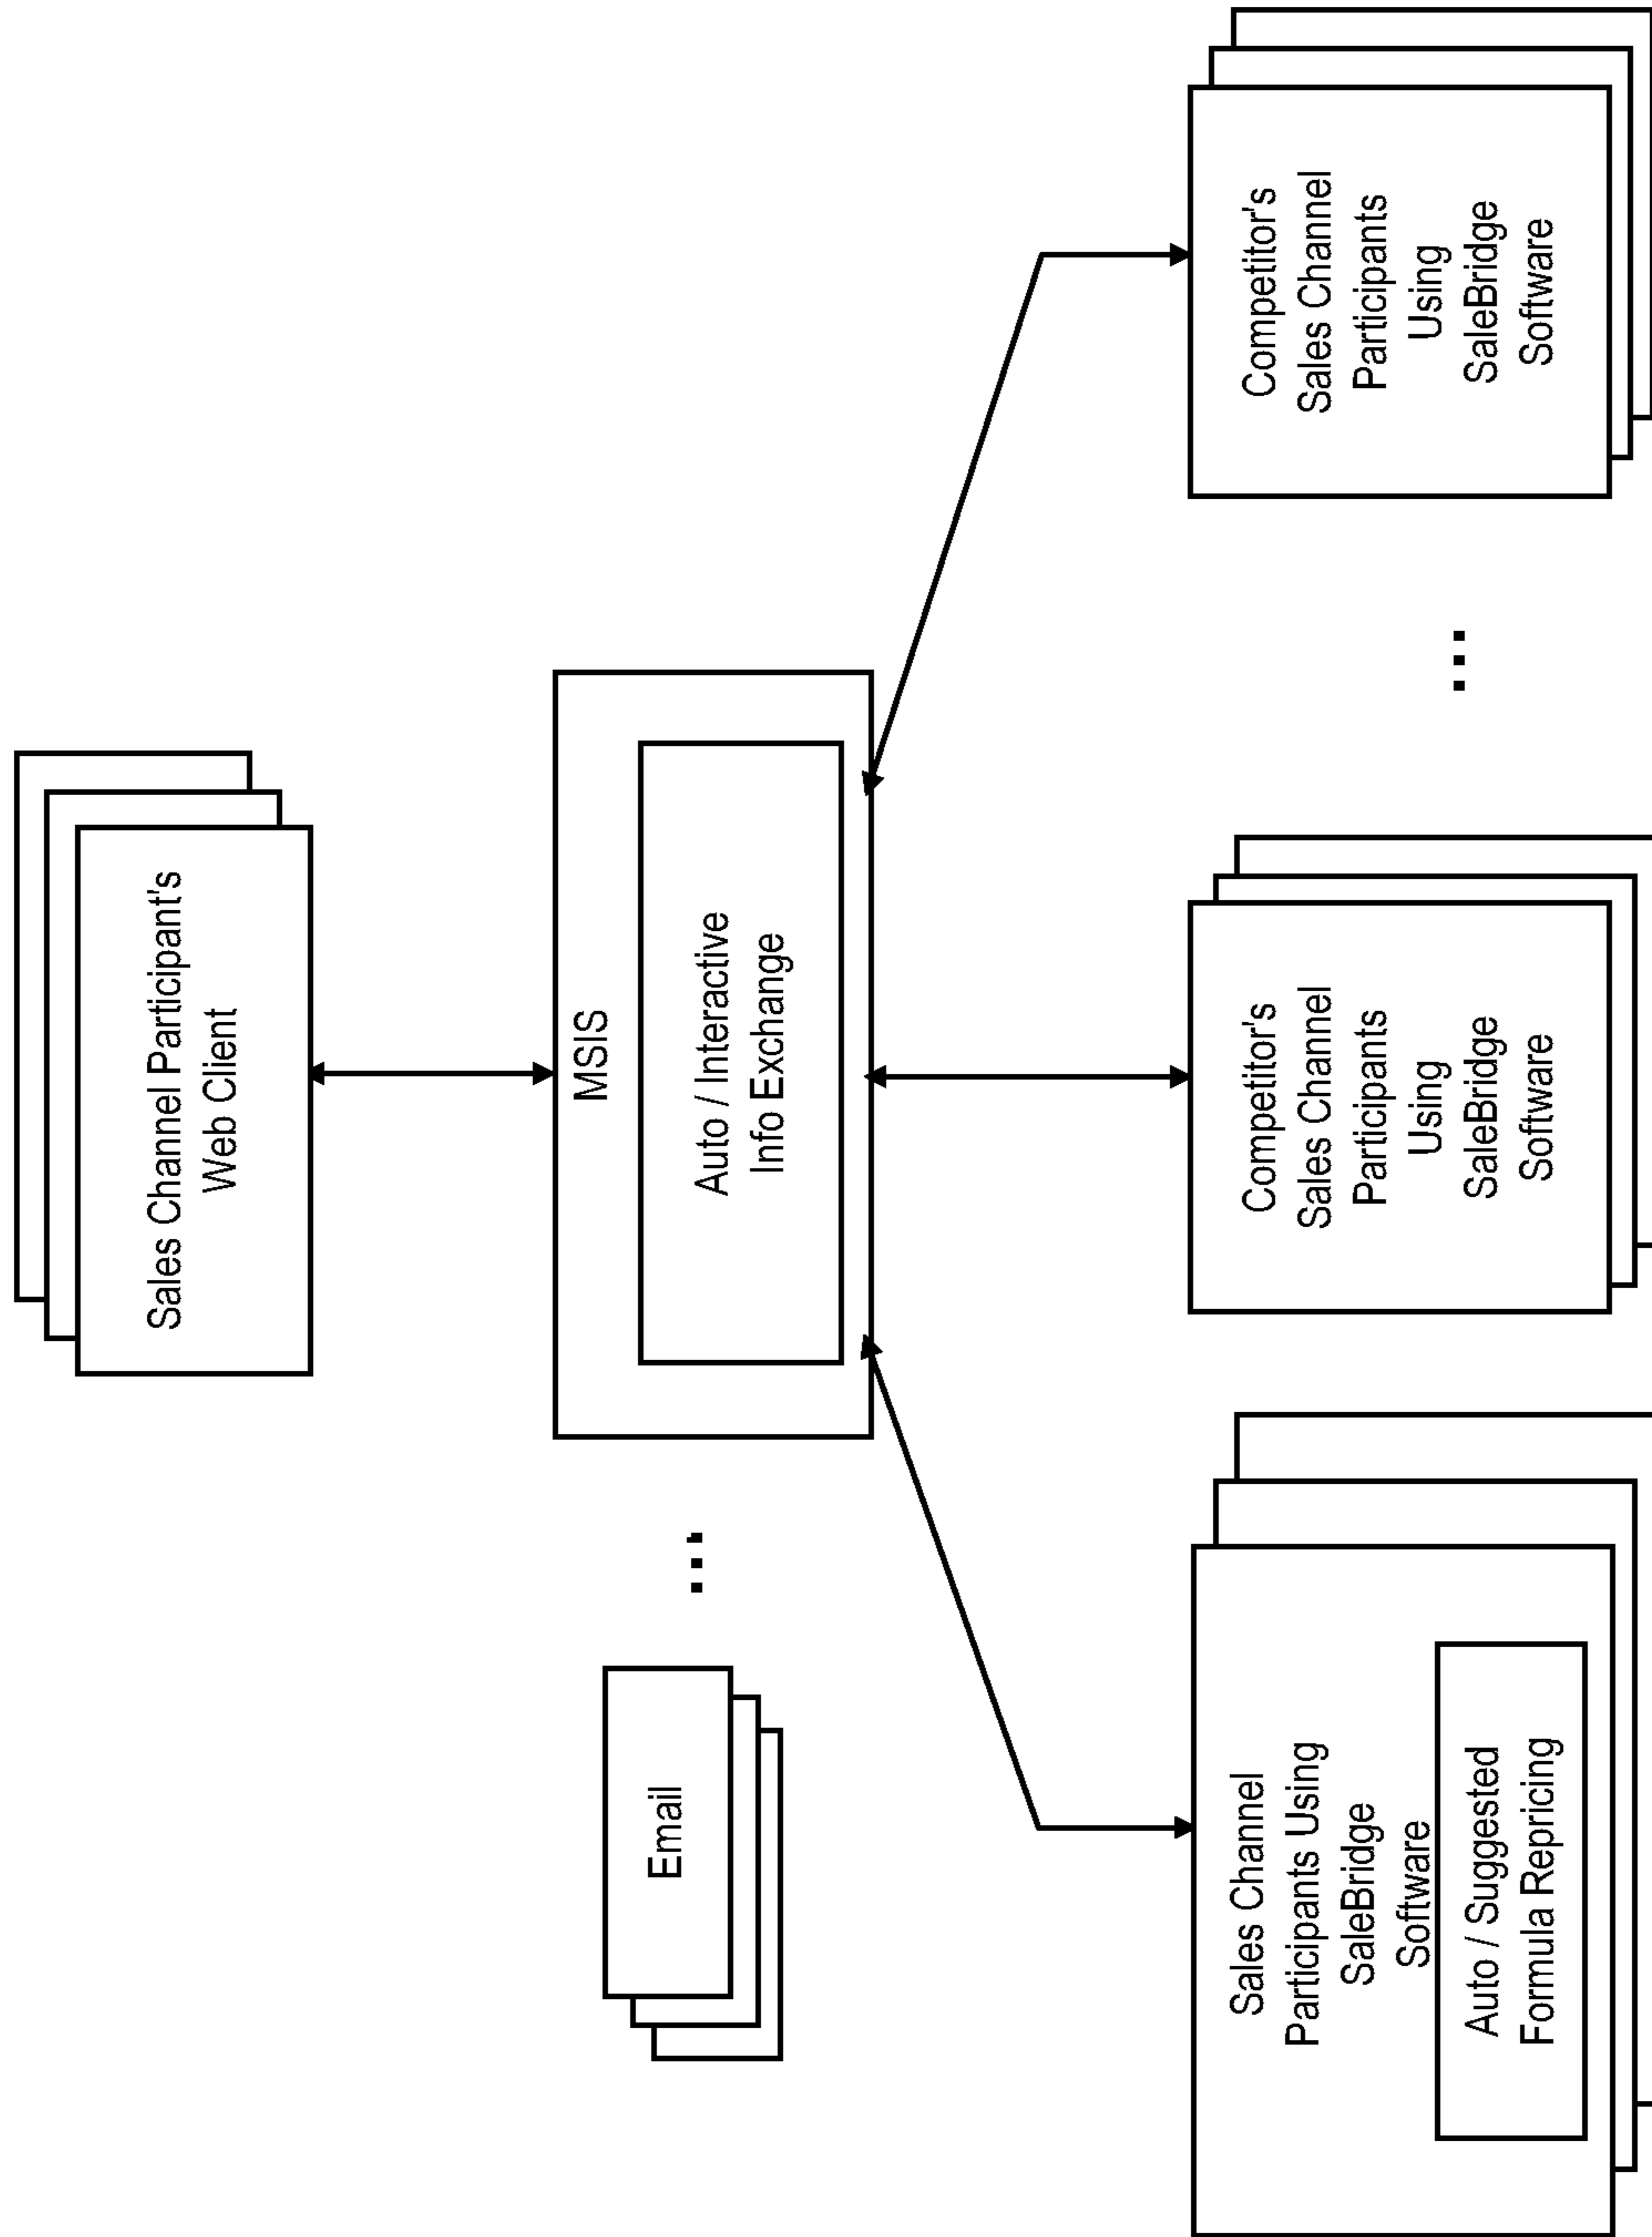 Sales Channel Participant's
Web Client
Email
...
MSIS
Auto / Interactive
Info Exchange
Sales Channel
Participants Using
SaleBridge
Software
Auto / Suggested
Formula Repricing
Competitor's
Sales Channel
Participants
Using
SaleBridge
Software
...
Competitor's
Sales Channel
Participants
Using
SaleBridge
Software